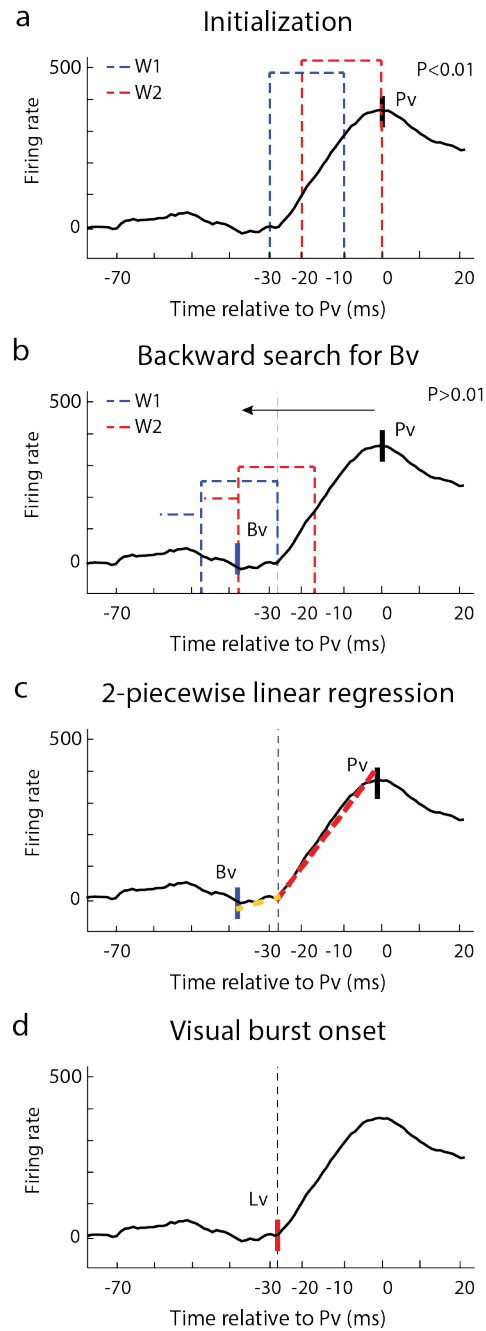 a
Initialization
500
W1
W2
P<0.01
Pv
Firing rate
0
-70
-30
-20
-10
0
20
Time relative to Pv (ms)
b
Backward search for Bv
500
W1
W2
P>0.01
Pv
Firing rate
Bv
0
-70
-30
-20
-10
0
20
Time relative to Pv (ms)
c
2-piecewise linear regression
500
Pv
Firing rate
Bv
0
-70
-30
-20
-10
0
20
Time relative to Pv (ms)
d
Visual burst onset
500
Firing rate
Lv
0
-70
-30
-20
-10
0
20
Time relative to Pv (ms)